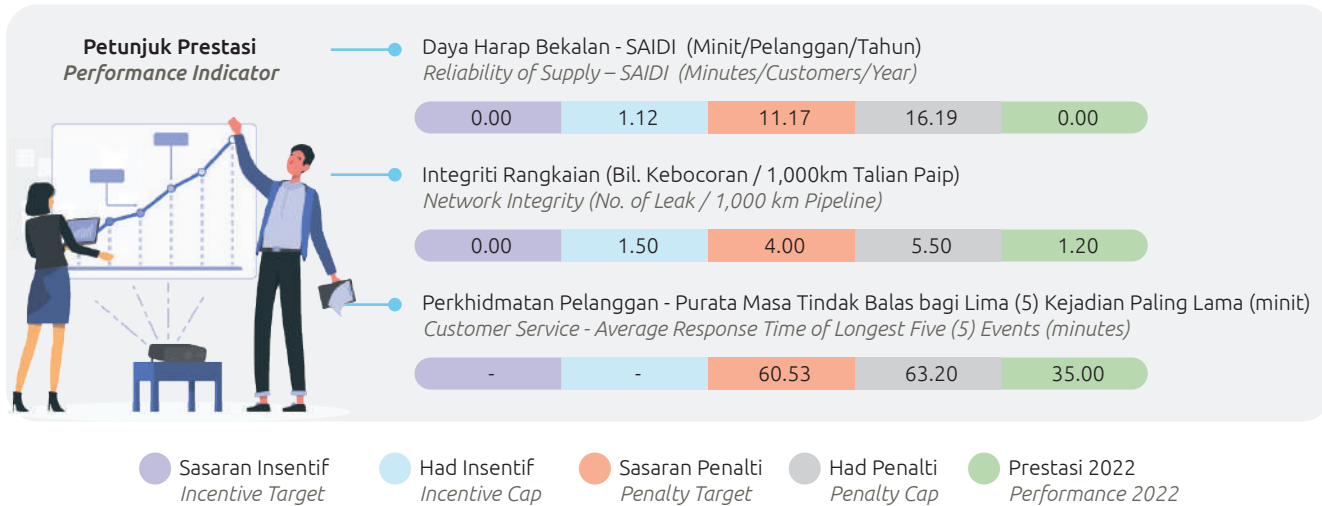 Petunjuk Prestasi
Performance Indicator
Daya Harap Bekalan - SAIDI (Minit/Pelanggan/Tahun)
Reliability of Supply – SAIDI (Minutes/Customers/Year)
0.00 1.12 11.17 16.19 0.00
Integriti Rangkaian (Bil. Kebocoran / 1,000km Talian Paip)
Network Integrity (No. of Leak / 1,000 km Pipeline)
0.00 1.50 4.00 5.50 1.20
Perkhidmatan Pelanggan - Purata Masa Tindak Balas bagi Lima (5) Kejadian Paling Lama (minit)
Customer Service - Average Response Time of Longest Five (5) Events (minutes)
- - 60.53 63.20 35.00
Sasaran Insentif
Incentive Target
Had Insentif
Incentive Cap
Sasaran Penalti
Penalty Target
Had Penalti
Penalty Cap
Prestasi 2022
Performance 2022